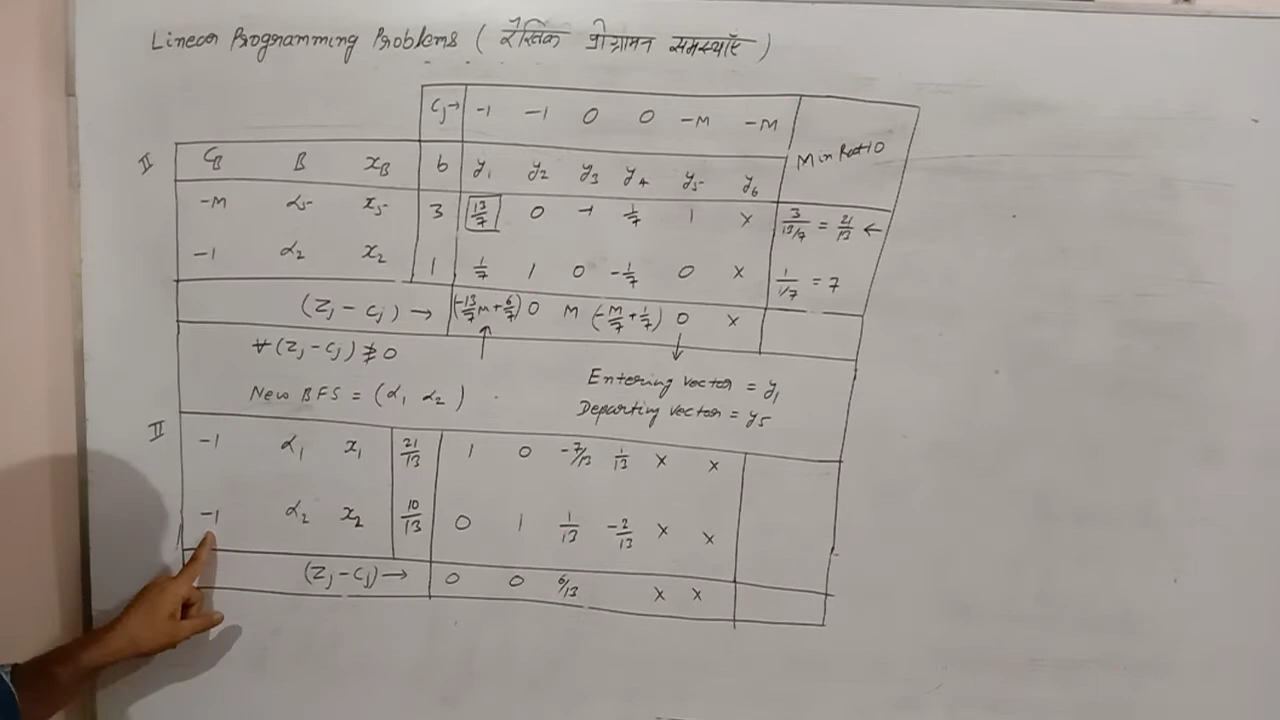 Linear Programming Problems ( रैखिक प्रोग्रामन समस्याएँ )
Cj→ -1 -1 0 0 -M -M Min Ratio
II CB B xB b y1 y2 y3 y4 y5 y6
-M α5 x5 3 13/7 0 -1 1/7 1 × 3/13/7 = 21/13 ←
-1 α2 x2 1 1/7 1 0 -1/7 0 × 1/1/7 = 7
(Zj - Cj) → (-13/7 M + 6/7) 0 M (-M/7 + 1/7) 0 ×
∀ (Zj - Cj) ≱ 0
Entering vector = y1
New BFS = (α1 α2)
Departing vector = y5
II -1 α1 x1 21/13 1 0 -7/13 1/13 × ×
-1 α2 x2 10/13 0 1 1/13 -2/13 × ×
(Zj - Cj) → 0 0 6/13 × ×